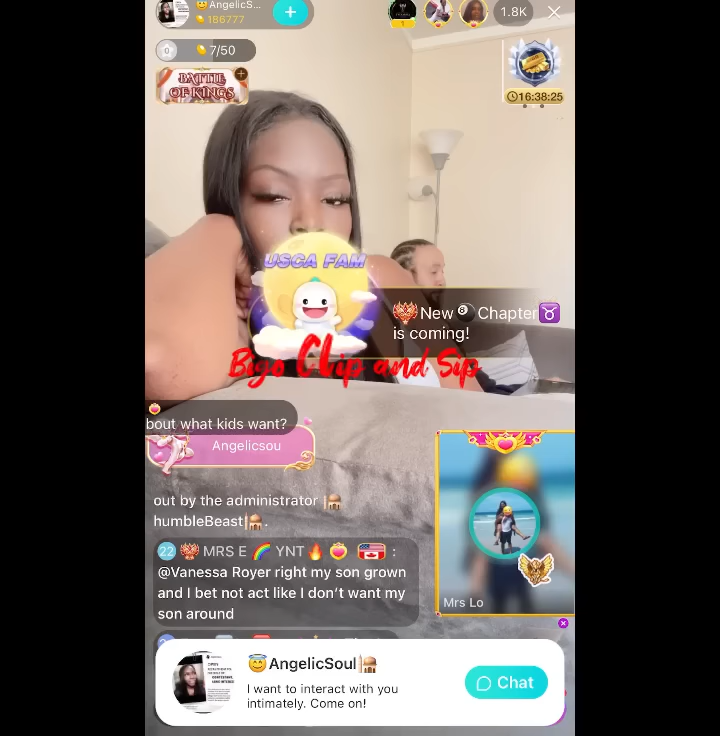 😇AngelicS...
186777
+
1
1.8K
7/50
BATTLE
OF KINGS
16:38:25
USCA FAM
New Chapter♉
is coming!
Bigo Clip and Sip
bout what kids want?
Angelicsou
out by the administrator 🕌
humbleBeast🕌.
22 MRS E 🌈 YNT🔥 :
@Vanessa Royer right my son grown
and I bet not act like I don't want my
son around
Mrs Lo
😇AngelicSoul🕌
I want to interact with you
intimately. Come on!
Chat